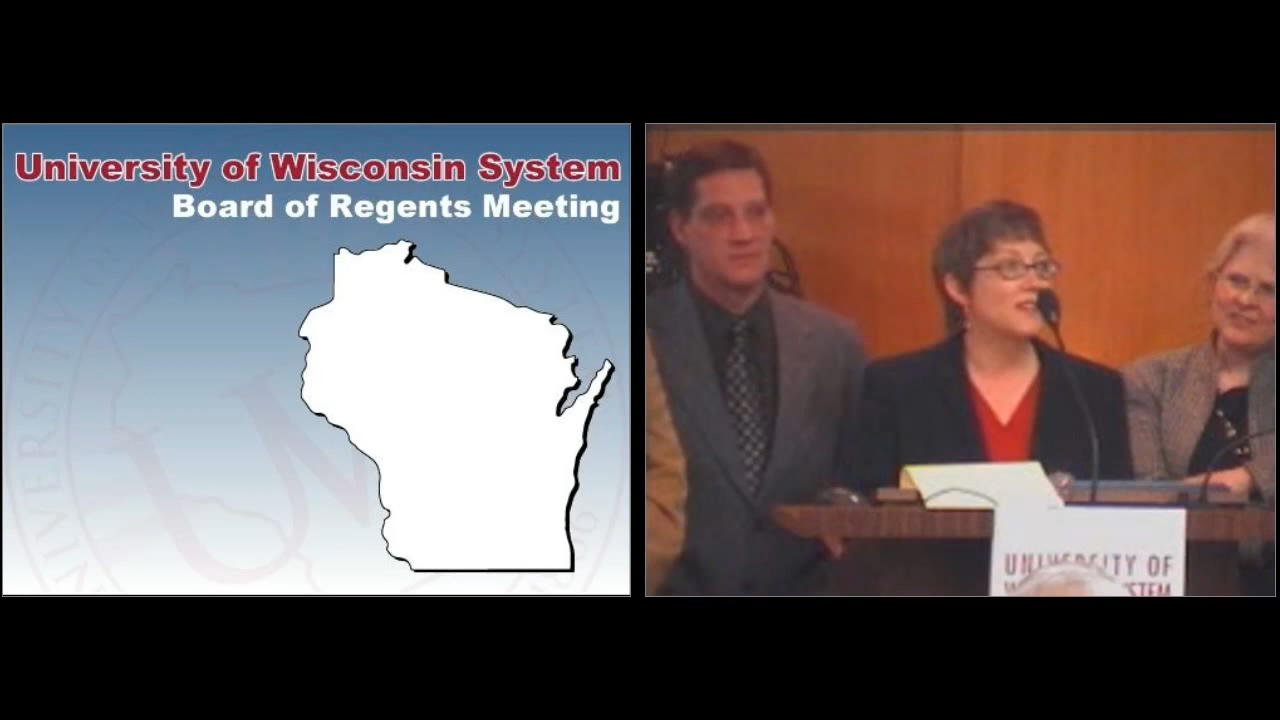 University of Wisconsin System
Board of Regents Meeting
UNIVERSITY OF